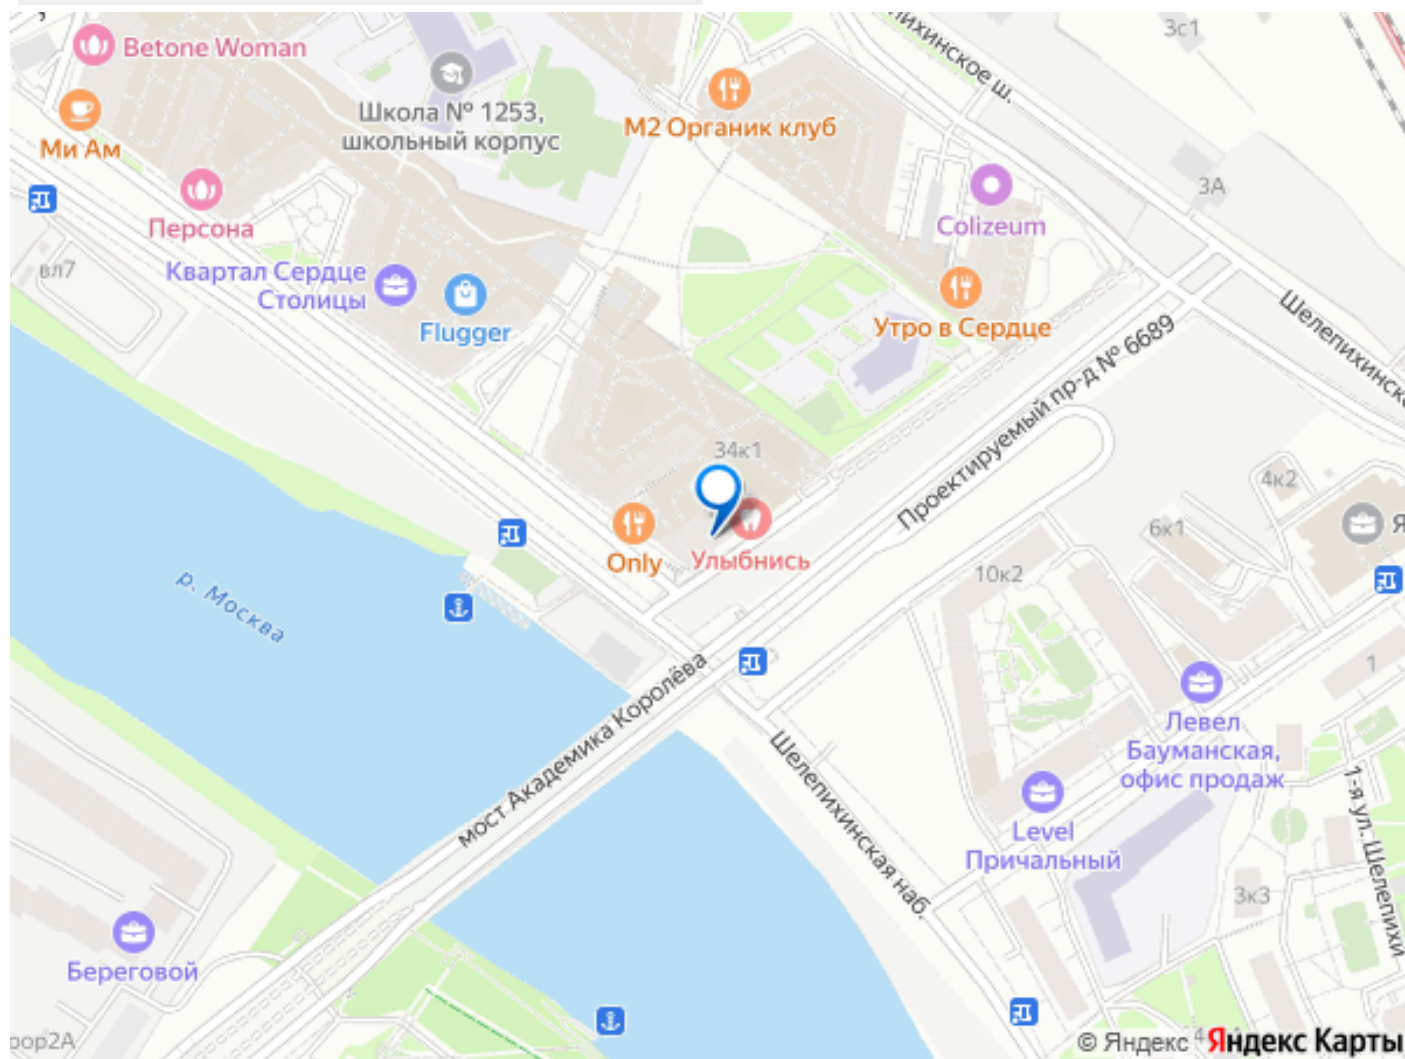 Betone Woman
Ми Ам
Школа № 1253,
школьный корпус
М2 Органик клуб
3с1
3А
Colizeum
Персона
вл7
Квартал Сердце
Столицы
Flugger
Утро в Сердце
Проектируемый пр-д № 6689
34к1
Only
Улыбнись
4к2
6к1
10к2
р. Москва
мост Академика Королёва
Шелепихинская наб.
1
Левел
Бауманская,
офис продаж
Level
Причальный
3к3
Береговой
© Яндекс
Яндекс Карты